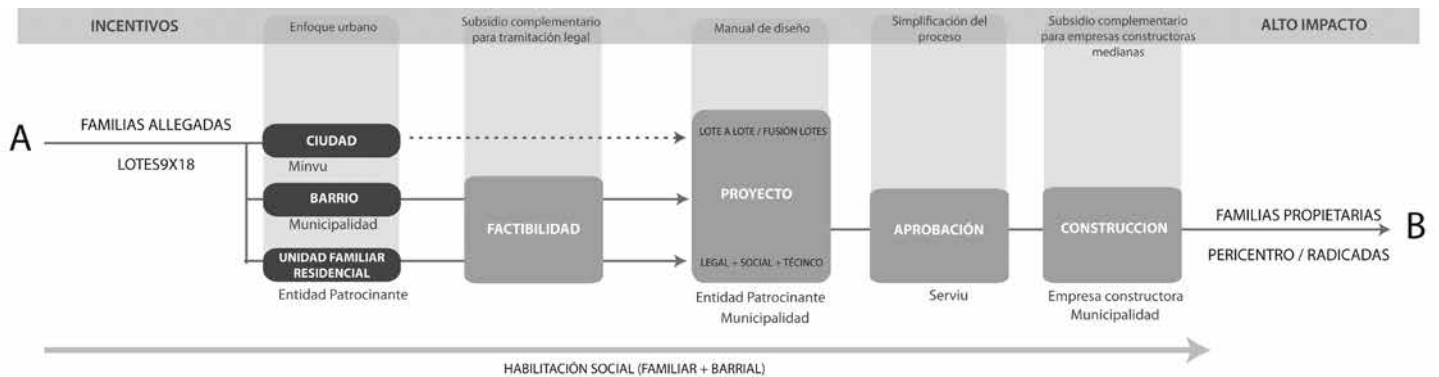 INCENTIVOS
Enfoque urbano
Subsidio complementario
para tramitación legal
Manual de diseño
Simplificación del
proceso
Subsidio complementario
para empresas constructoras
medianas
ALTO IMPACTO
A
FAMILIAS ALLEGADAS
LOTES9X18
CIUDAD
Minvu
BARRIO
Municipalidad
UNIDAD FAMILIAR
RESIDENCIAL
Entidad Patrocinante
FACTIBILIDAD
LOTE A LOTE / FUSIÓN LOTES
PROYECTO
LEGAL + SOCIAL + TÉCINCO
Entidad Patrocinante
Municipalidad
APROBACIÓN
Serviu
CONSTRUCCION
Empresa constructora
Municipalidad
FAMILIAS PROPIETARIAS
PERICENTRO / RADICADAS
B
HABILITACIÓN SOCIAL (FAMILIAR + BARRIAL)